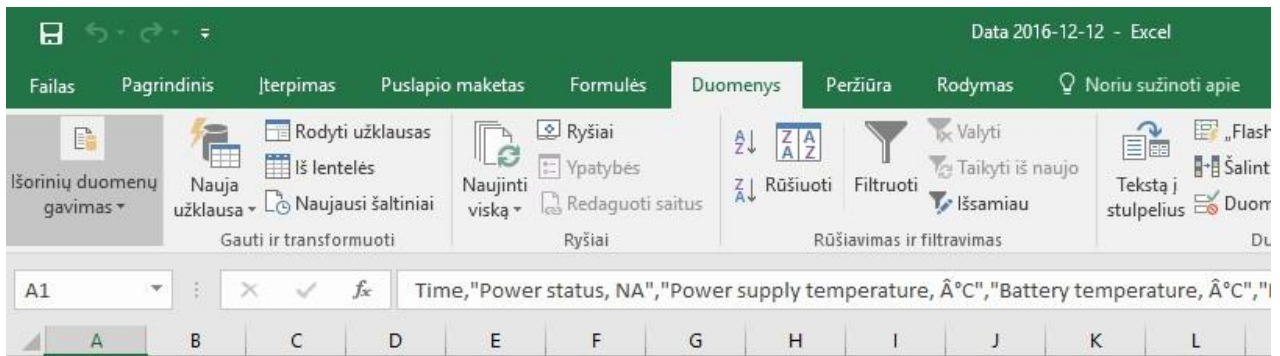 Data 2016-12-12 - Excel
Failas Pagrindinis Įterpimas Puslapio maketas Formulės Duomenys Peržiūra Rodymas Noriu sužinoti apie
Išorinių duomenų gavimas
Nauja užklausa
Rodyti užklausas
Iš lentelės
Naujausi šaltiniai
Gauti ir transformuoti
Naujinti viską
Ryšiai
Ypatybės
Redaguoti saitus
Ryšiai
Rūšiuoti
Filtruoti
Valyti
Taikyti iš naujo
Išsamiau
Rūšiavimas ir filtravimas
Tekstą į stulpelius
„Flash
Šalint
Duom
Du
A1 fx Time,"Power status, NA","Power supply temperature, Â°C","Battery temperature, Â°C","
A B C D E F G H I J K L